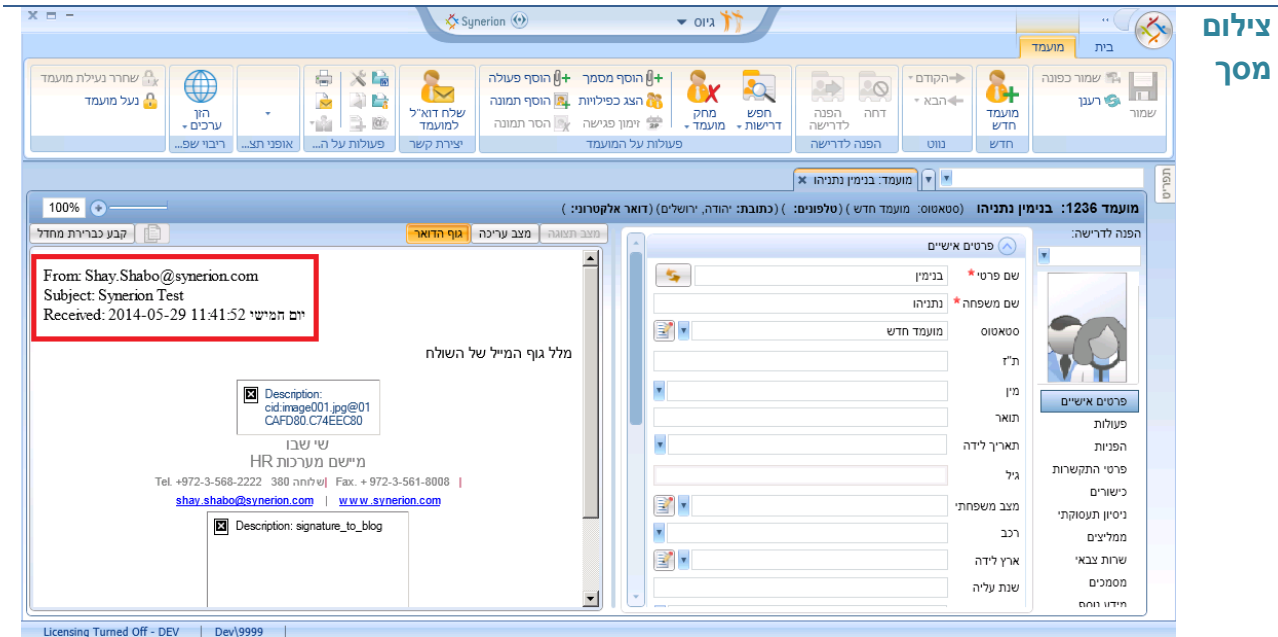 צילום
מסך
Synerion
גיוס
בית
מועמד
שמור
שמור כפונה
רענן
מועמד
חדש
חדש
הקודם
הבא
נווט
דחה
הפנה
לדרישה
הפנה לדרישה
חפש
דרישות
מחק
מועמד
הוסף מסמך
הוסף פעולה
הצג כפילויות
הוסף תמונה
זימון פגישה
הסר תמונה
פעולות על המועמד
שלח דוא"ל
למועמד
יצירת קשר
פעולות על ה...
אופני תצ...
הזן
ערכים
ריבוי שפ...
שחרר נעילת מועמד
נעל מועמד
תפריט
מועמד: בנימין נתניהו
מועמד 1236: בנימין נתניהו (סטאטוס: מועמד חדש ) (טלפונים: ) (כתובת: יהודה, ירושלים) (דואר אלקטרוני: )
100%
הפנה לדרישה:
פרטים אישיים
פעולות
הפניות
פרטי התקשרות
כישורים
ניסיון תעסוקתי
ממליצים
שרות צבאי
מסמכים
מידע נוסף
פרטים אישיים
שם פרטי * בנימין
שם משפחה * נתניהו
סטאטוס מועמד חדש
ת"ז
מין
תואר
תאריך לידה
גיל
מצב משפחתי
רכב
ארץ לידה
שנת עליה
מצב תצוגה
מצב עריכה
גוף הדואר
קבע כברירת מחדל
From: Shay.Shabo@synerion.com
Subject: Synerion Test
Received: 2014-05-29 11:41:52 יום חמישי
מלל גוף המייל של השולח
Description:
cid:image001.jpg@01
CAFD80.C74EEC80
שי שבו
מיישם מערכות HR
Tel. +972-3-568-2222 שלוחה 380 | Fax. + 972-3-561-8008 |
shay.shabo@synerion.com | www.synerion.com
Description: signature_to_blog
Licensing Turned Off - DEV | Dev\9999